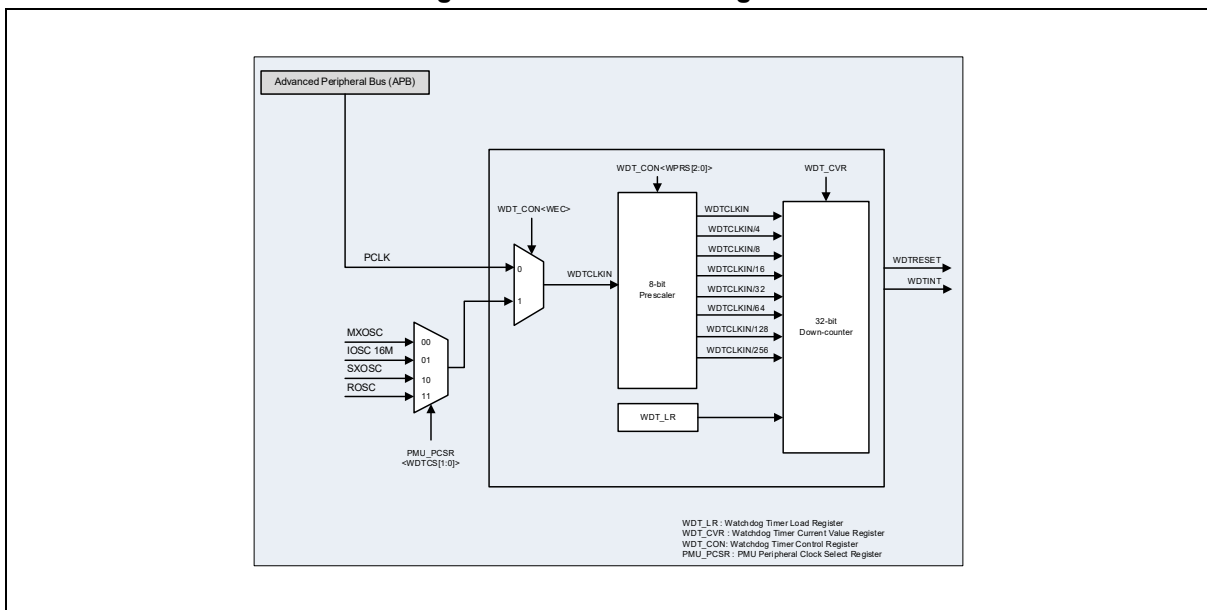 Advanced Peripheral Bus (APB)
WDT_CON<WPRS[2:0]>
WDT_CVR
WDT_CON<WEC>
PCLK
0
1
WDTCLKIN
8-bit
Prescaler
WDTCLKIN
WDTCLKIN/4
WDTCLKIN/8
WDTCLKIN/16
WDTCLKIN/32
WDTCLKIN/64
WDTCLKIN/128
WDTCLKIN/256
32-bit
Down-counter
WDTRESET
WDTINT
MXOSC
IOSC 16M
SXOSC
ROSC
00
01
10
11
PMU_PCSR
<WDTCS[1:0]>
WDT_LR
WDT_LR : Watchdog Timer Load Register
WDT_CVR : Watchdog Timer Current Value Register
WDT_CON: Watchdog Timer Control Register
PMU_PCSR : PMU Peripheral Clock Select Register